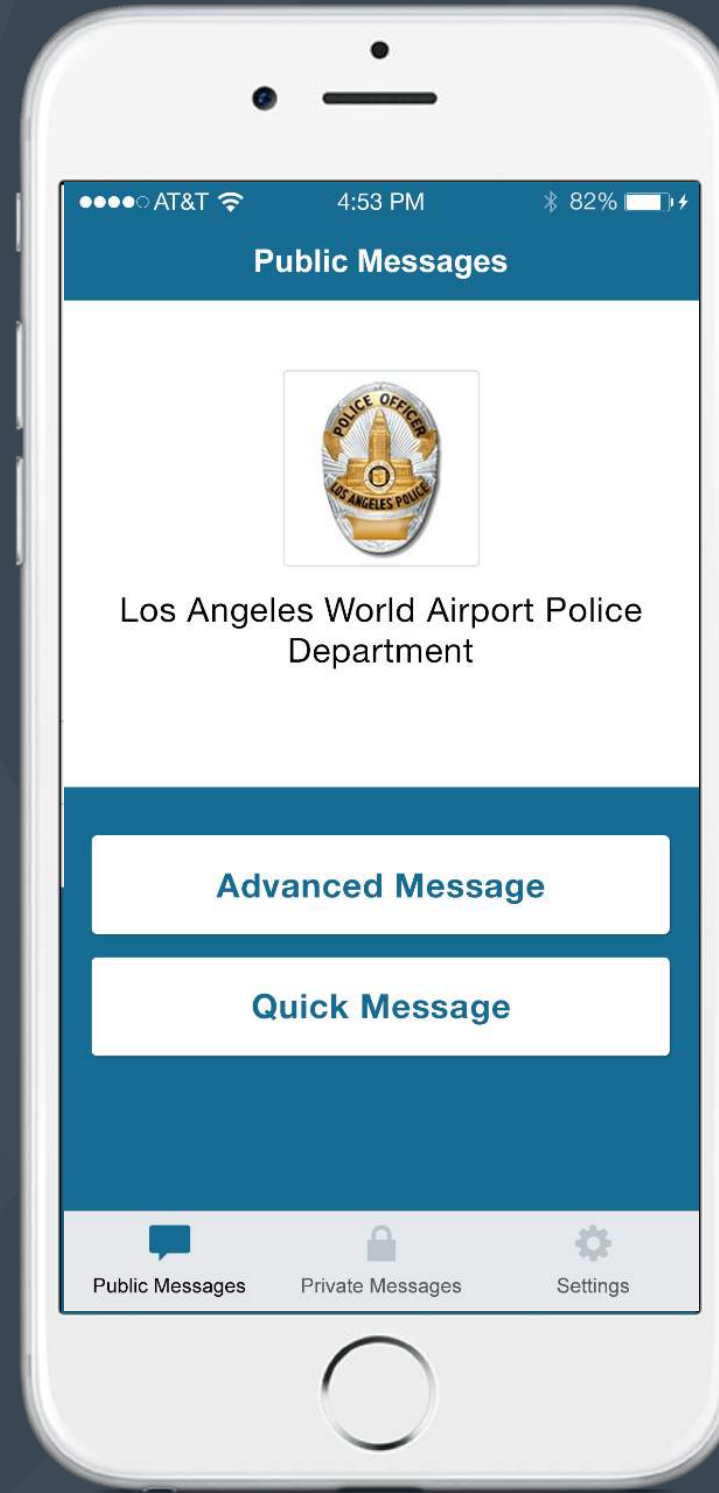 AT&T 4:53 PM 82%
Public Messages
POLICE OFFICER
LOS ANGELES POLICE
Los Angeles World Airport Police
Department
Advanced Message
Quick Message
Public Messages Private Messages Settings